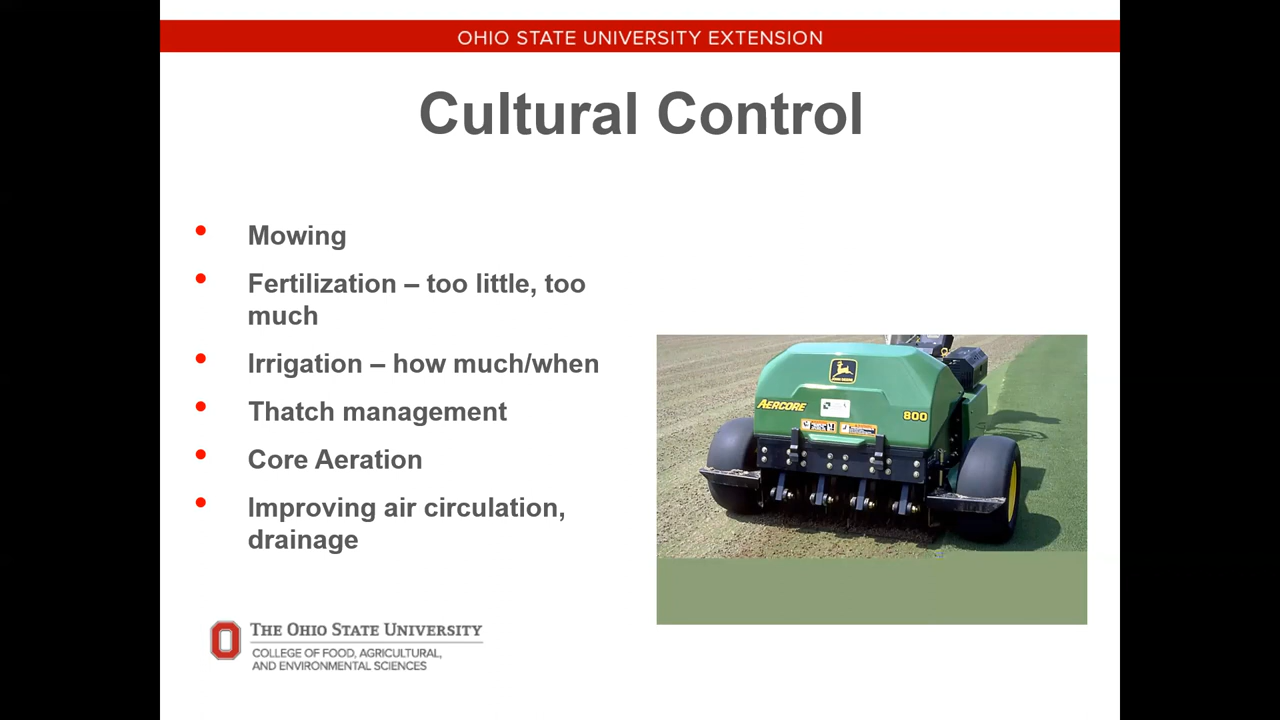 OHIO STATE UNIVERSITY EXTENSION
Cultural Control
• Mowing
• Fertilization – too little, too
much
• Irrigation – how much/when
• Thatch management
• Core Aeration
• Improving air circulation,
drainage
AERCORE
800
THE OHIO STATE UNIVERSITY
COLLEGE OF FOOD, AGRICULTURAL,
AND ENVIRONMENTAL SCIENCES